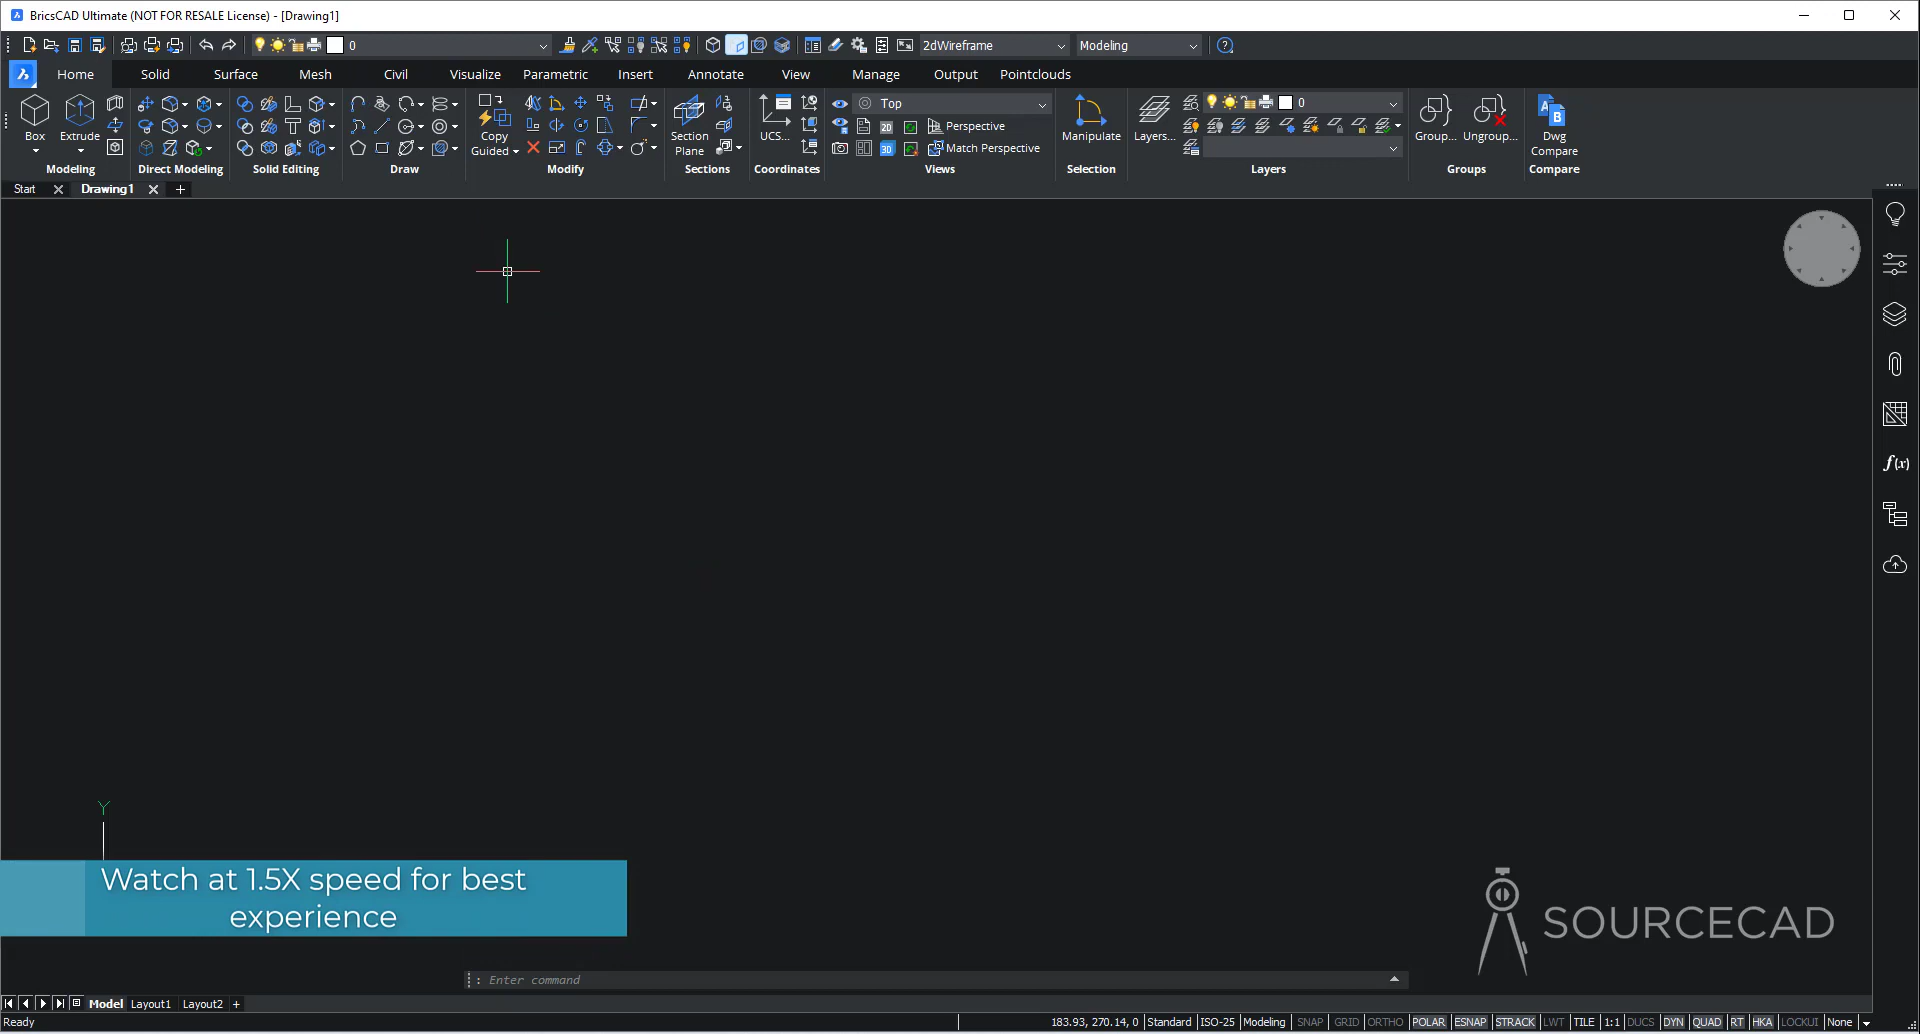 BricsCAD Ultimate (NOT FOR RESALE License) - [Drawing1]
0
2dWireframe
Modeling
Home
Solid
Surface
Mesh
Civil
Visualize
Parametric
Insert
Annotate
View
Manage
Output
Pointclouds
Box
Extrude
Modeling
Direct Modeling
Solid Editing
Draw
Copy
Guided
Modify
Section
Plane
Sections
UCS...
Coordinates
Top
2D
Perspective
3D
Match Perspective
Views
Manipulate
Selection
Layers...
0
Layers
Group...
Ungroup...
Groups
A
B
Dwg
Compare
Compare
Start
Drawing1
f(x)
Y
Watch at 1.5X speed for best
experience
SOURCECAD
: Enter command
Model
Layout1
Layout2
Ready
183.93, 270.14, 0
Standard
ISO-25
Modeling
SNAP
GRID
ORTHO
POLAR
ESNAP
STRACK
LWT
TILE
1:1
DUCS
DYN
QUAD
RT
HKA
LOCKUI
None